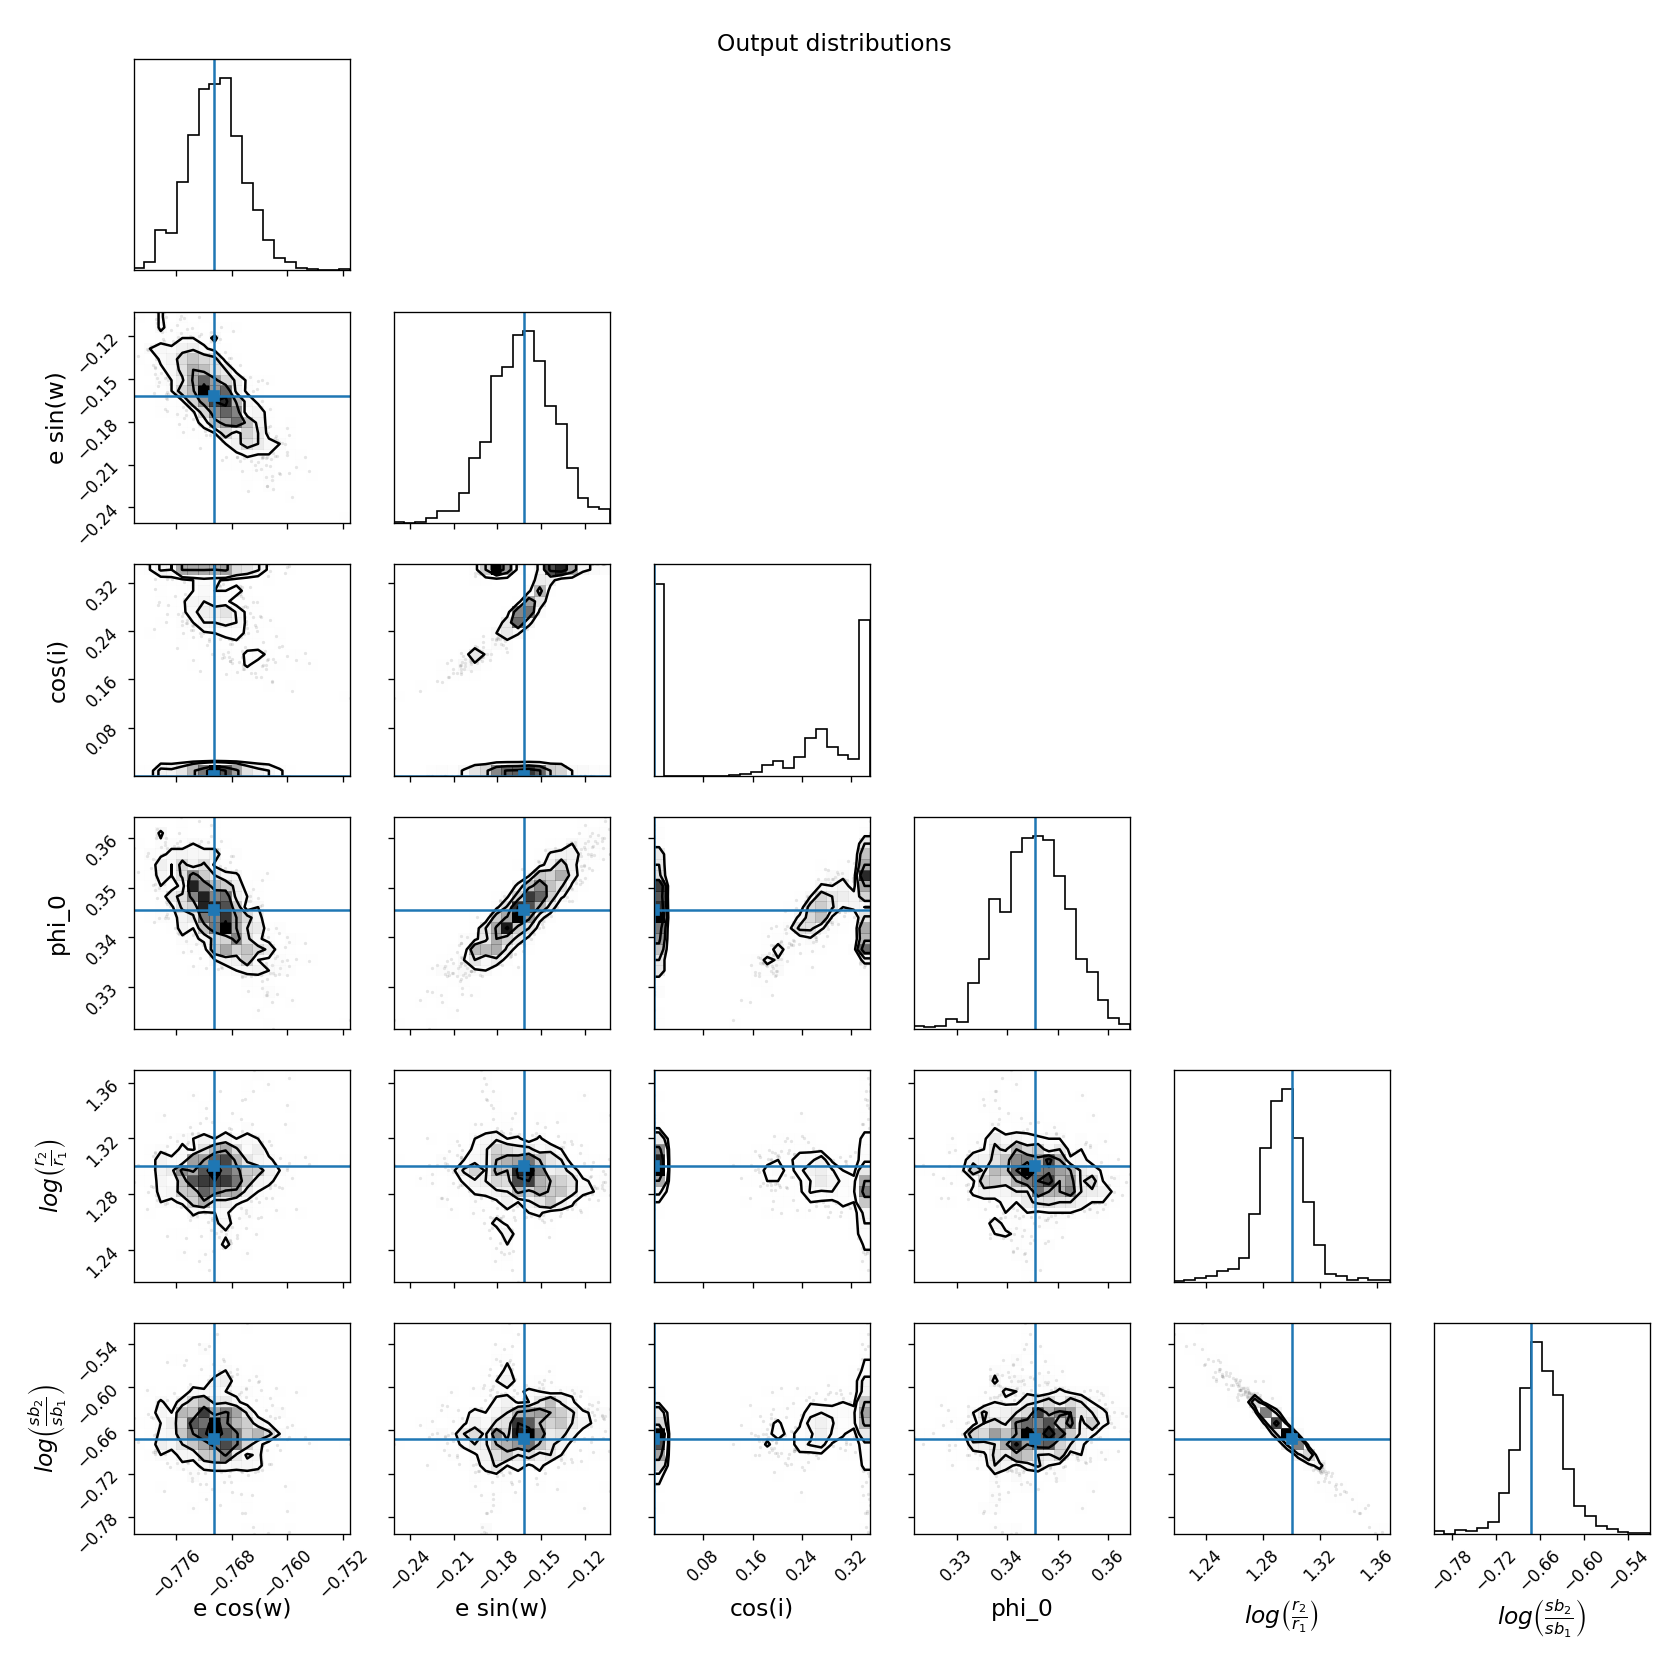 Output distributions
e sin(w)
−0.12
−0.15
−0.18
−0.21
−0.24
cos(i)
0.32
0.24
0.16
0.08
phi_0
0.36
0.35
0.34
0.33
log(r₂/r₁)
1.36
1.32
1.28
1.24
log(sb₂/sb₁)
−0.54
−0.60
−0.66
−0.72
−0.78
−0.776 −0.768 −0.760 −0.752
−0.24 −0.21 −0.18 −0.15 −0.12
0.08 0.16 0.24 0.32
0.33 0.34 0.35 0.36
1.24 1.28 1.32 1.36
−0.78 −0.72 −0.66 −0.60 −0.54
e cos(w) e sin(w) cos(i) phi_0 log(r₂/r₁) log(sb₂/sb₁)